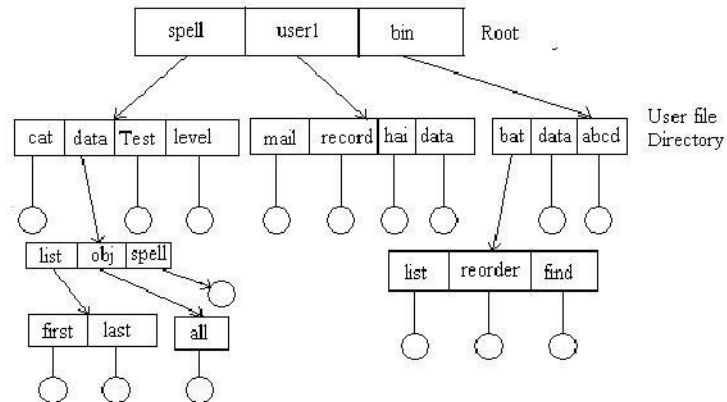 spell user1 bin Root
cat data Test level
mail record hai data
bat data abcd
User file
Directory
list obj spell
list reorder find
first last
all